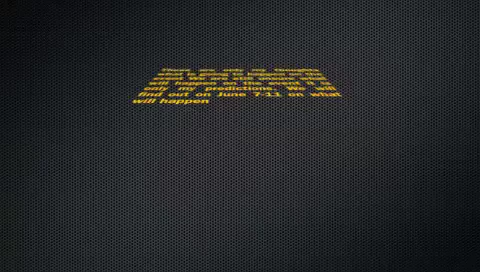 These are only my thoughts
what is going to happen on the
event. We are still unsure what
will happen on the event it is
only my predictions. We will
find out on June 7-11 on what
will happen